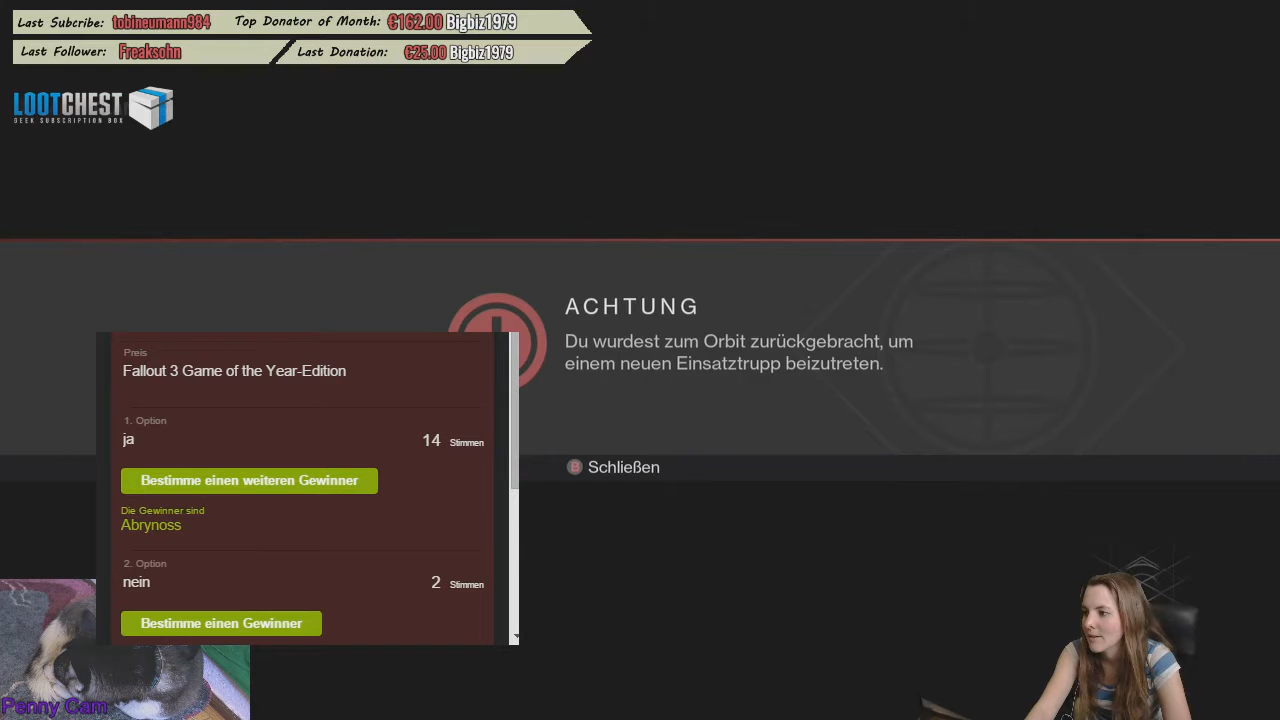 Last Subcribe: tobineumann984
Top Donator of Month: €162.00 Bigbiz1979
Last Follower: Freaksohn
Last Donation: €25.00 Bigbiz1979
LOOTCHEST
GEEK SUBSCRIPTION BOX
ACHTUNG
Du wurdest zum Orbit zurückgebracht, um
einem neuen Einsatztrupp beizutreten.
B Schließen
Preis
Fallout 3 Game of the Year-Edition
1. Option
ja 14 Stimmen
Bestimme einen weiteren Gewinner
Die Gewinner sind
Abrynoss
2. Option
nein 2 Stimmen
Bestimme einen Gewinner
Penny Cam